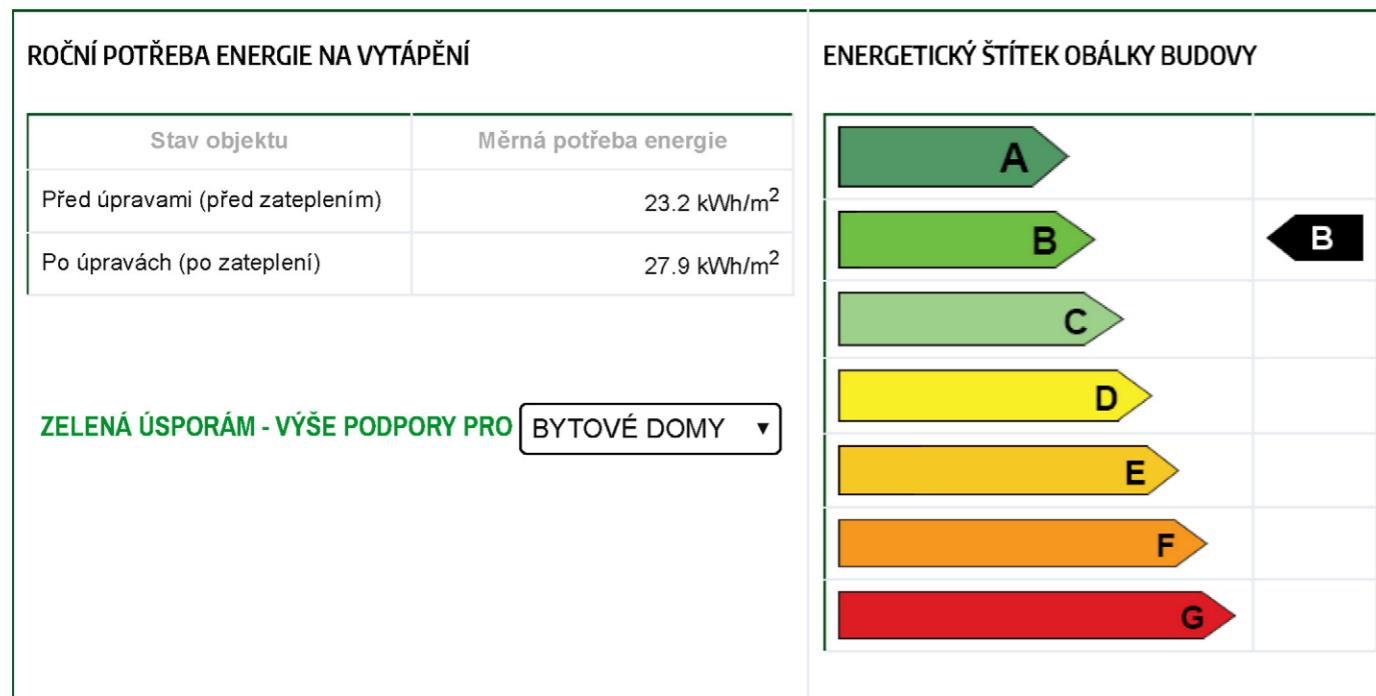 ROČNÍ POTŘEBA ENERGIE NA VYTÁPĚNÍ
Stav objektu Měrná potřeba energie
Před úpravami (před zateplením) 23.2 kWh/m²
Po úpravách (po zateplení) 27.9 kWh/m²
ZELENÁ ÚSPORÁM - VÝŠE PODPORY PRO BYTOVÉ DOMY ▼
ENERGETICKÝ ŠTÍTEK OBÁLKY BUDOVY
A
B B
C
D
E
F
G